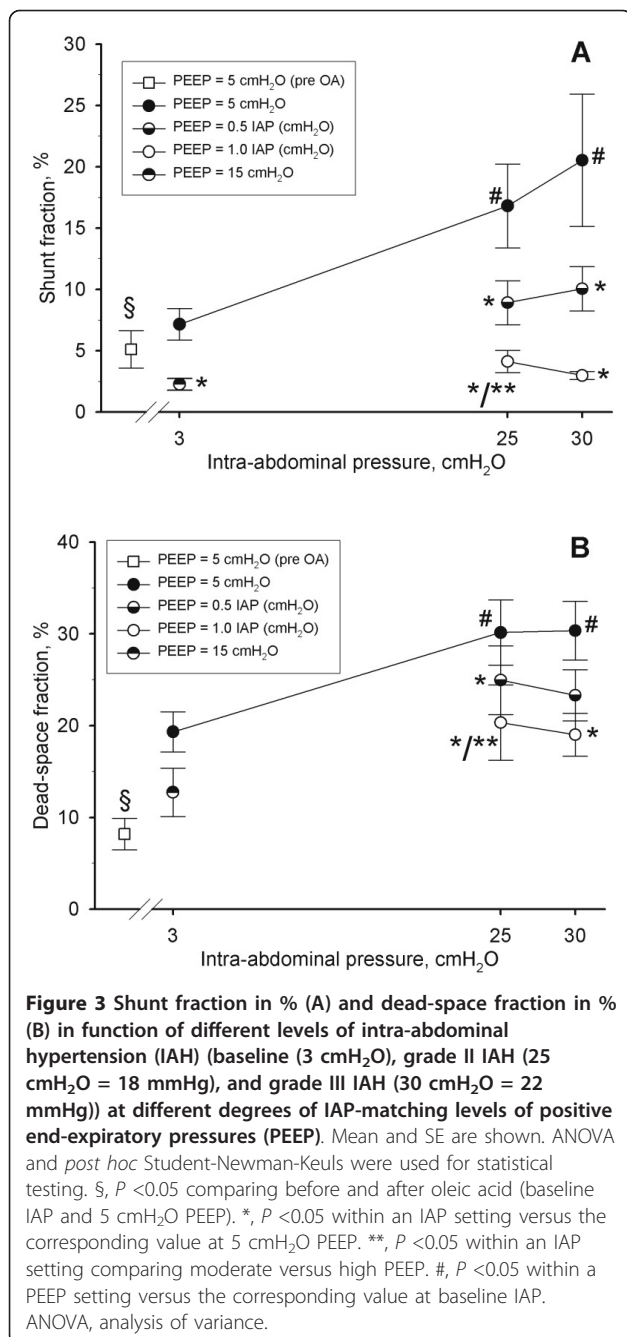 A
PEEP = 5 cmH₂O (pre OA)
PEEP = 5 cmH₂O
PEEP = 0.5 IAP (cmH₂O)
PEEP = 1.0 IAP (cmH₂O)
PEEP = 15 cmH₂O
Shunt fraction, %
30
25
20
15
10
5
0
§
*
#
#
*
*
*/**
*
3
25
30
Intra-abdominal pressure, cmH₂O
B
PEEP = 5 cmH₂O (pre OA)
PEEP = 5 cmH₂O
PEEP = 0.5 IAP (cmH₂O)
PEEP = 1.0 IAP (cmH₂O)
PEEP = 15 cmH₂O
Dead-space fraction, %
40
30
20
10
0
§
#
#
*
*/**
*
3
25
30
Intra-abdominal pressure, cmH₂O
Figure 3 Shunt fraction in % (A) and dead-space fraction in %
(B) in function of different levels of intra-abdominal
hypertension (IAH) (baseline (3 cmH₂O), grade II IAH (25
cmH₂O = 18 mmHg), and grade III IAH (30 cmH₂O = 22
mmHg)) at different degrees of IAP-matching levels of positive
end-expiratory pressures (PEEP). Mean and SE are shown. ANOVA
and post hoc Student-Newman-Keuls were used for statistical
testing. §, P <0.05 comparing before and after oleic acid (baseline
IAP and 5 cmH₂O PEEP). *, P <0.05 within an IAP setting versus the
corresponding value at 5 cmH₂O PEEP. **, P <0.05 within an IAP
setting comparing moderate versus high PEEP. #, P <0.05 within a
PEEP setting versus the corresponding value at baseline IAP.
ANOVA, analysis of variance.